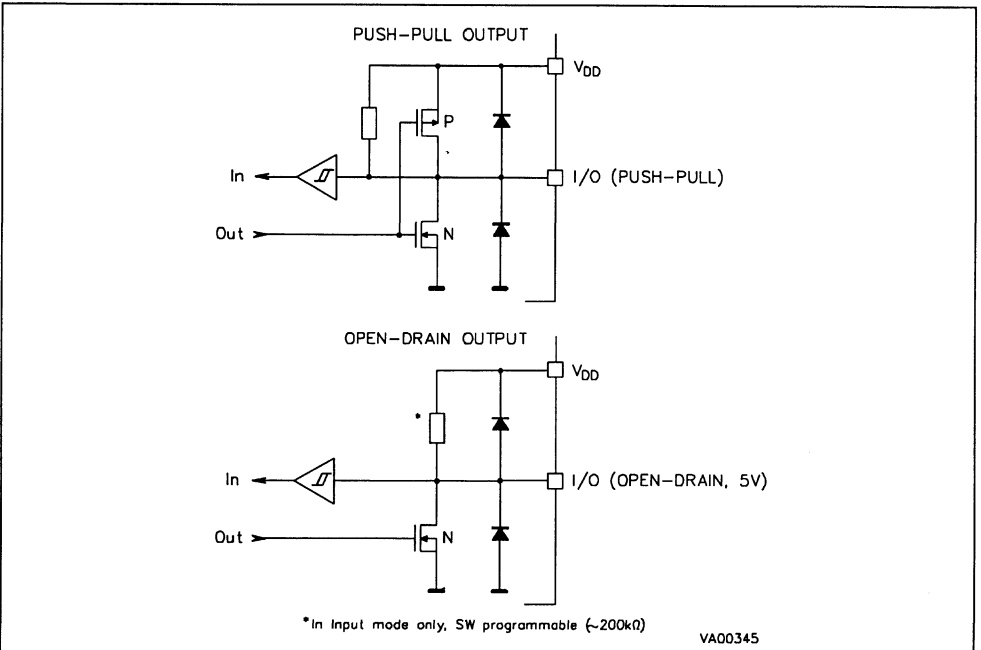 PUSH-PULL OUTPUT
VDD
P
In
I/O (PUSH-PULL)
Out
N
OPEN-DRAIN OUTPUT
VDD
*
In
I/O (OPEN-DRAIN, 5V)
Out
N
*In Input mode only, SW programmable (~200kΩ)
VA00345